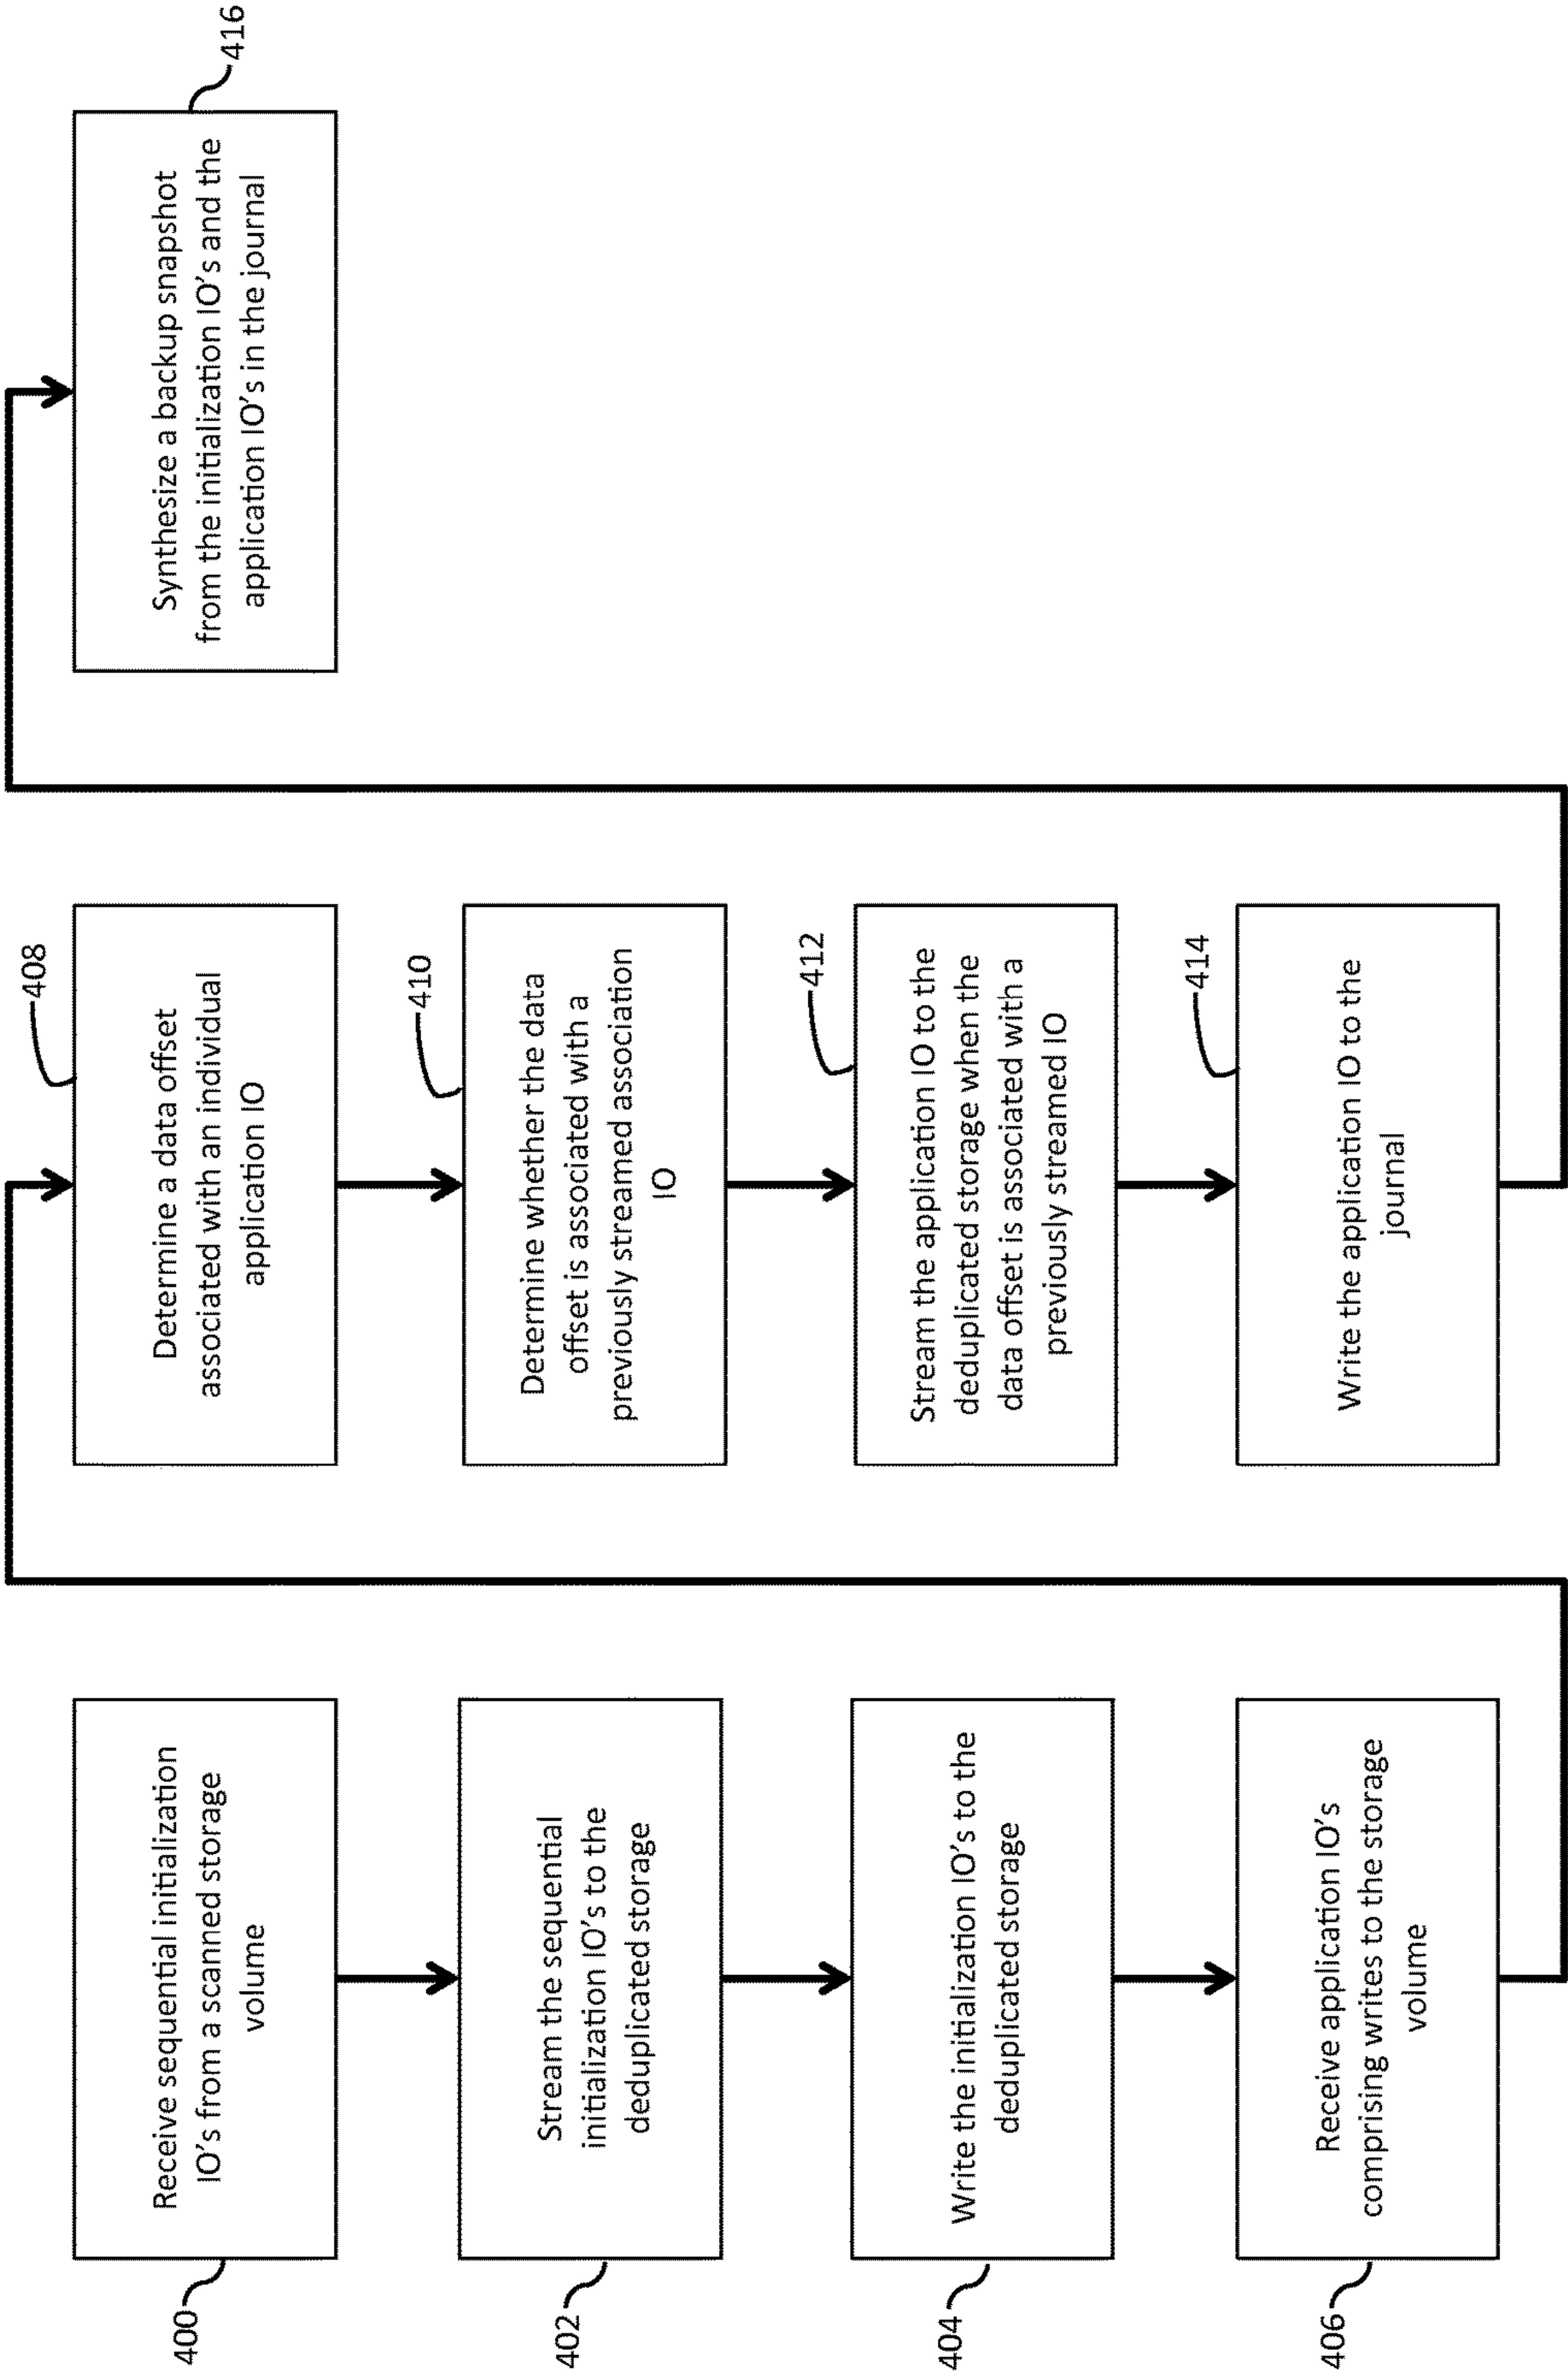 400
Receive sequential initialization
IO's from a scanned storage
volume
402
Stream the sequential
initialization IO's to the
deduplicated storage
404
Write the initialization IO's to the
deduplicated storage
406
Receive application IO's
comprising writes to the storage
volume
408
Determine a data offset
associated with an individual
application IO
410
Determine whether the data
offset is associated with a
previously streamed association
IO
412
Stream the application IO to the
deduplicated storage when the
data offset is associated with a
previously streamed IO
414
Write the application IO to the
journal
416
Synthesize a backup snapshot
from the initialization IO's and the
application IO's in the journal